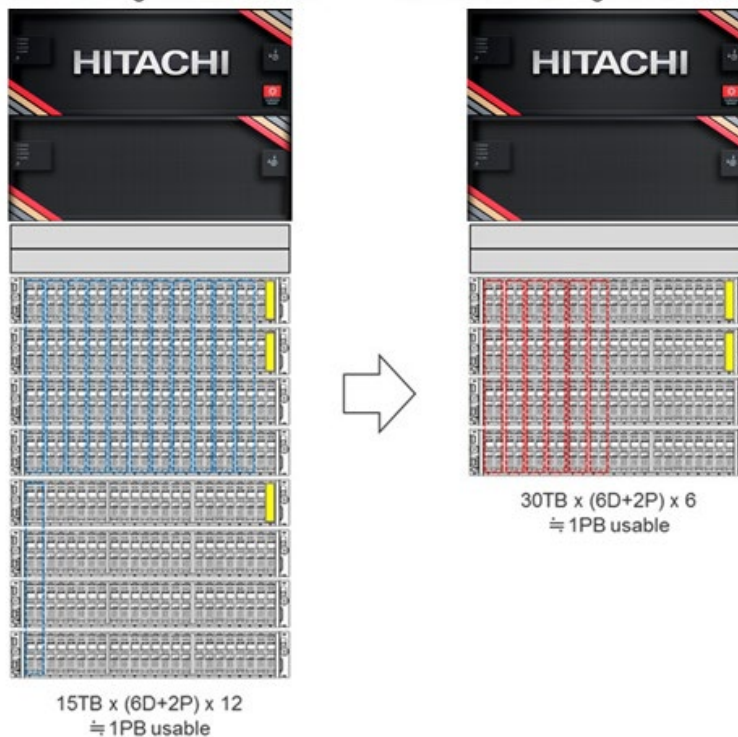 HITACHI
HITACHI
15TB x (6D+2P) x 12
≒ 1PB usable
30TB x (6D+2P) x 6
≒ 1PB usable